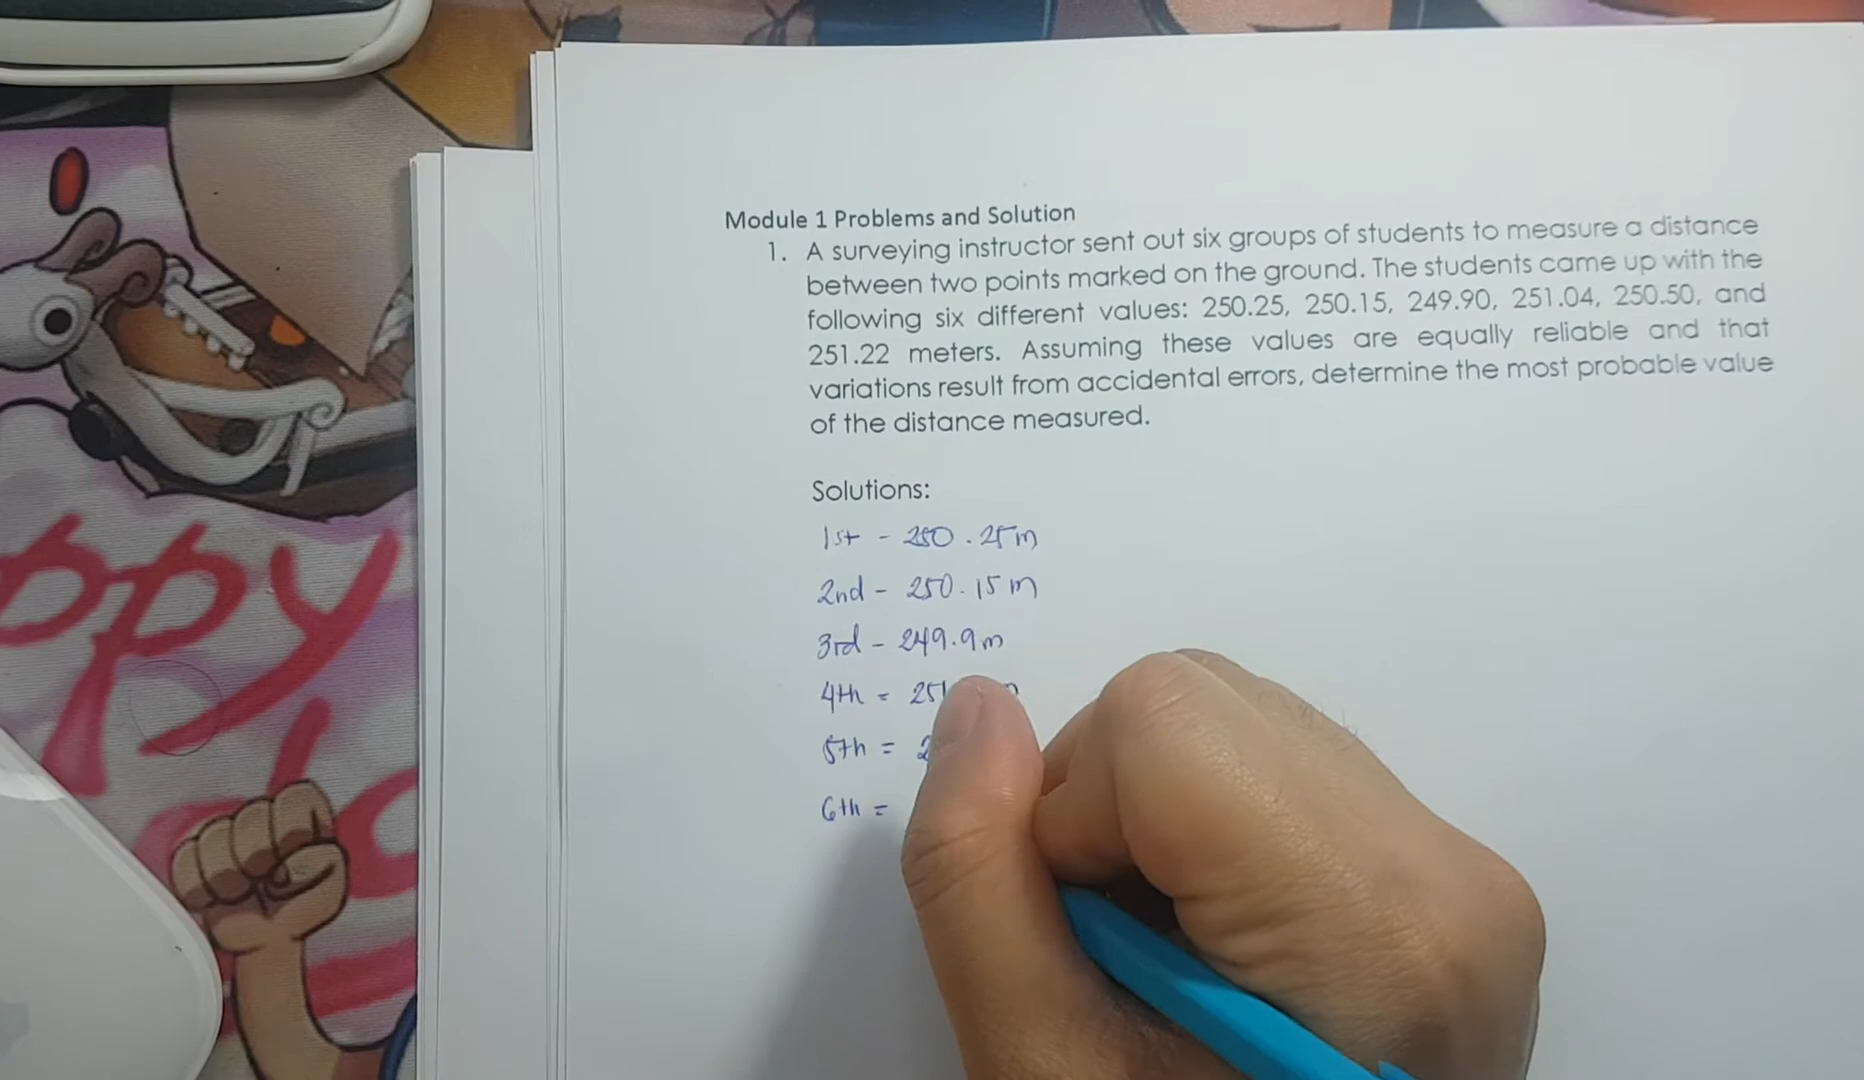 Module 1 Problems and Solution
1. A surveying instructor sent out six groups of students to measure a distance
between two points marked on the ground. The students came up with the
following six different values: 250.25, 250.15, 249.90, 251.04, 250.50, and
251.22 meters. Assuming these values are equally reliable and that
variations result from accidental errors, determine the most probable value
of the distance measured.
Solutions:
1st - 250.25m
2nd - 250.15m
3rd - 249.9m
4th =
5th =
6th =
ppy